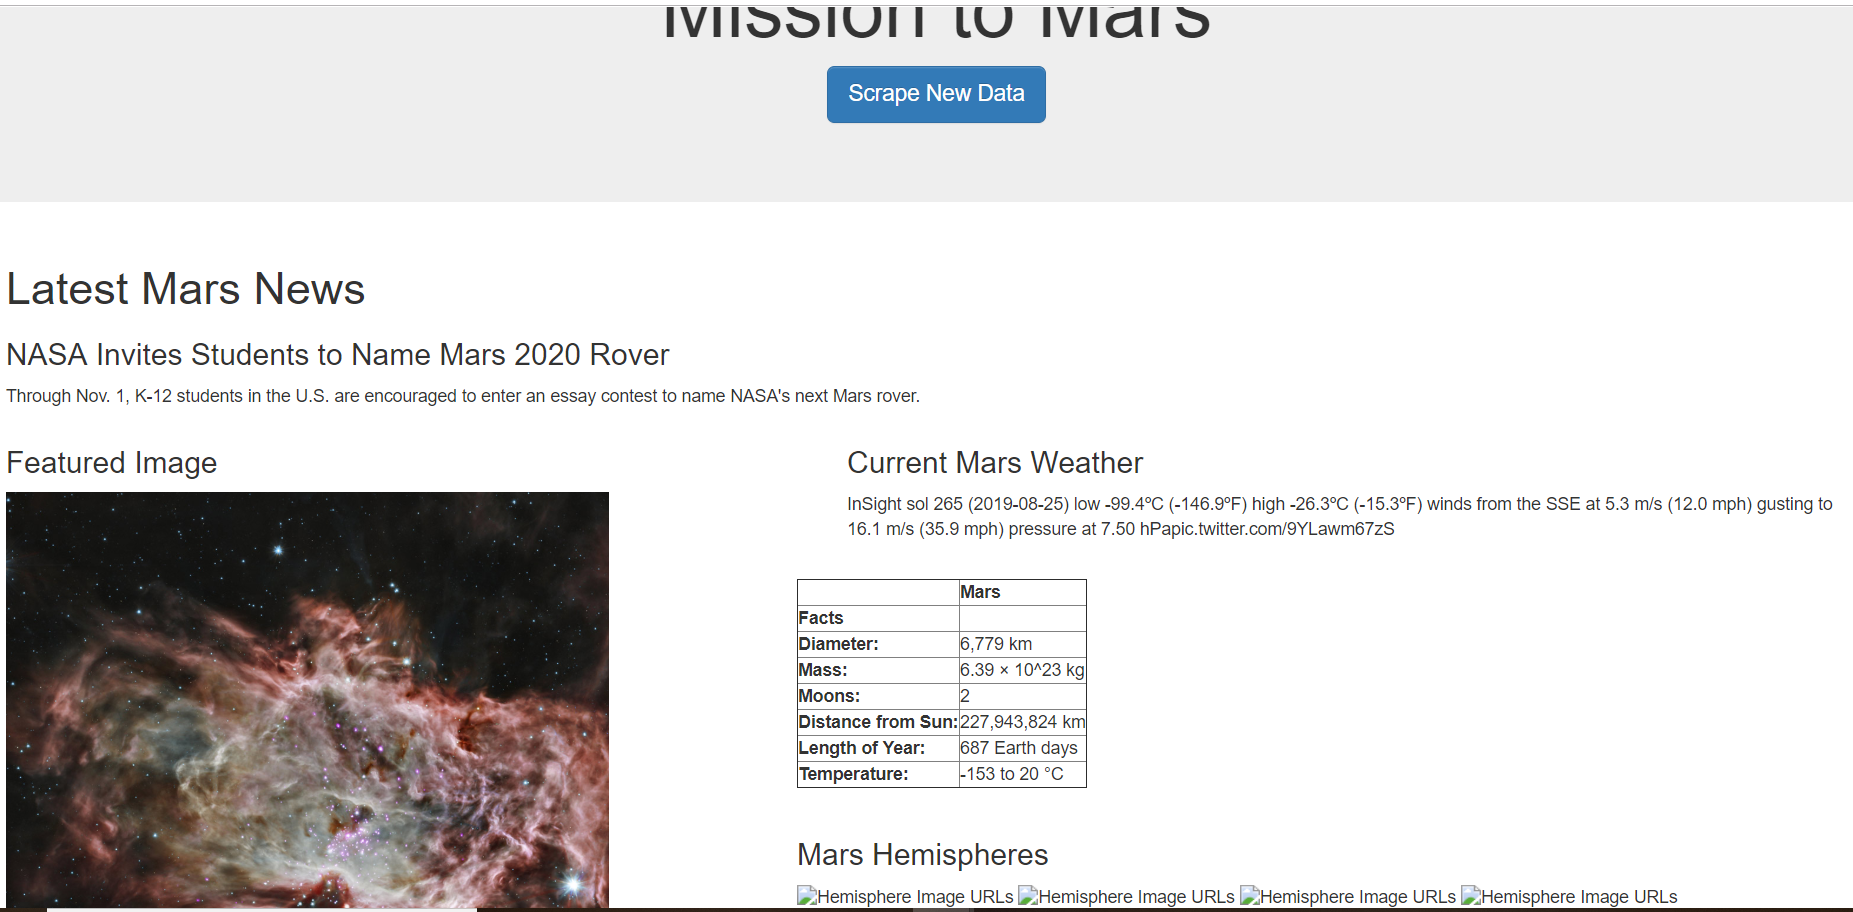 Mission to Mars
Scrape New Data
Latest Mars News
NASA Invites Students to Name Mars 2020 Rover
Through Nov. 1, K-12 students in the U.S. are encouraged to enter an essay contest to name NASA's next Mars rover.
Featured Image
Current Mars Weather
InSight sol 265 (2019-08-25) low -99.4ºC (-146.9ºF) high -26.3ºC (-15.3ºF) winds from the SSE at 5.3 m/s (12.0 mph) gusting to
16.1 m/s (35.9 mph) pressure at 7.50 hPapic.twitter.com/9YLawm67zS
Mars
Facts
Diameter: 6,779 km
Mass: 6.39 × 10^23 kg
Moons: 2
Distance from Sun: 227,943,824 km
Length of Year: 687 Earth days
Temperature: -153 to 20 °C
Mars Hemispheres
Hemisphere Image URLs Hemisphere Image URLs Hemisphere Image URLs Hemisphere Image URLs